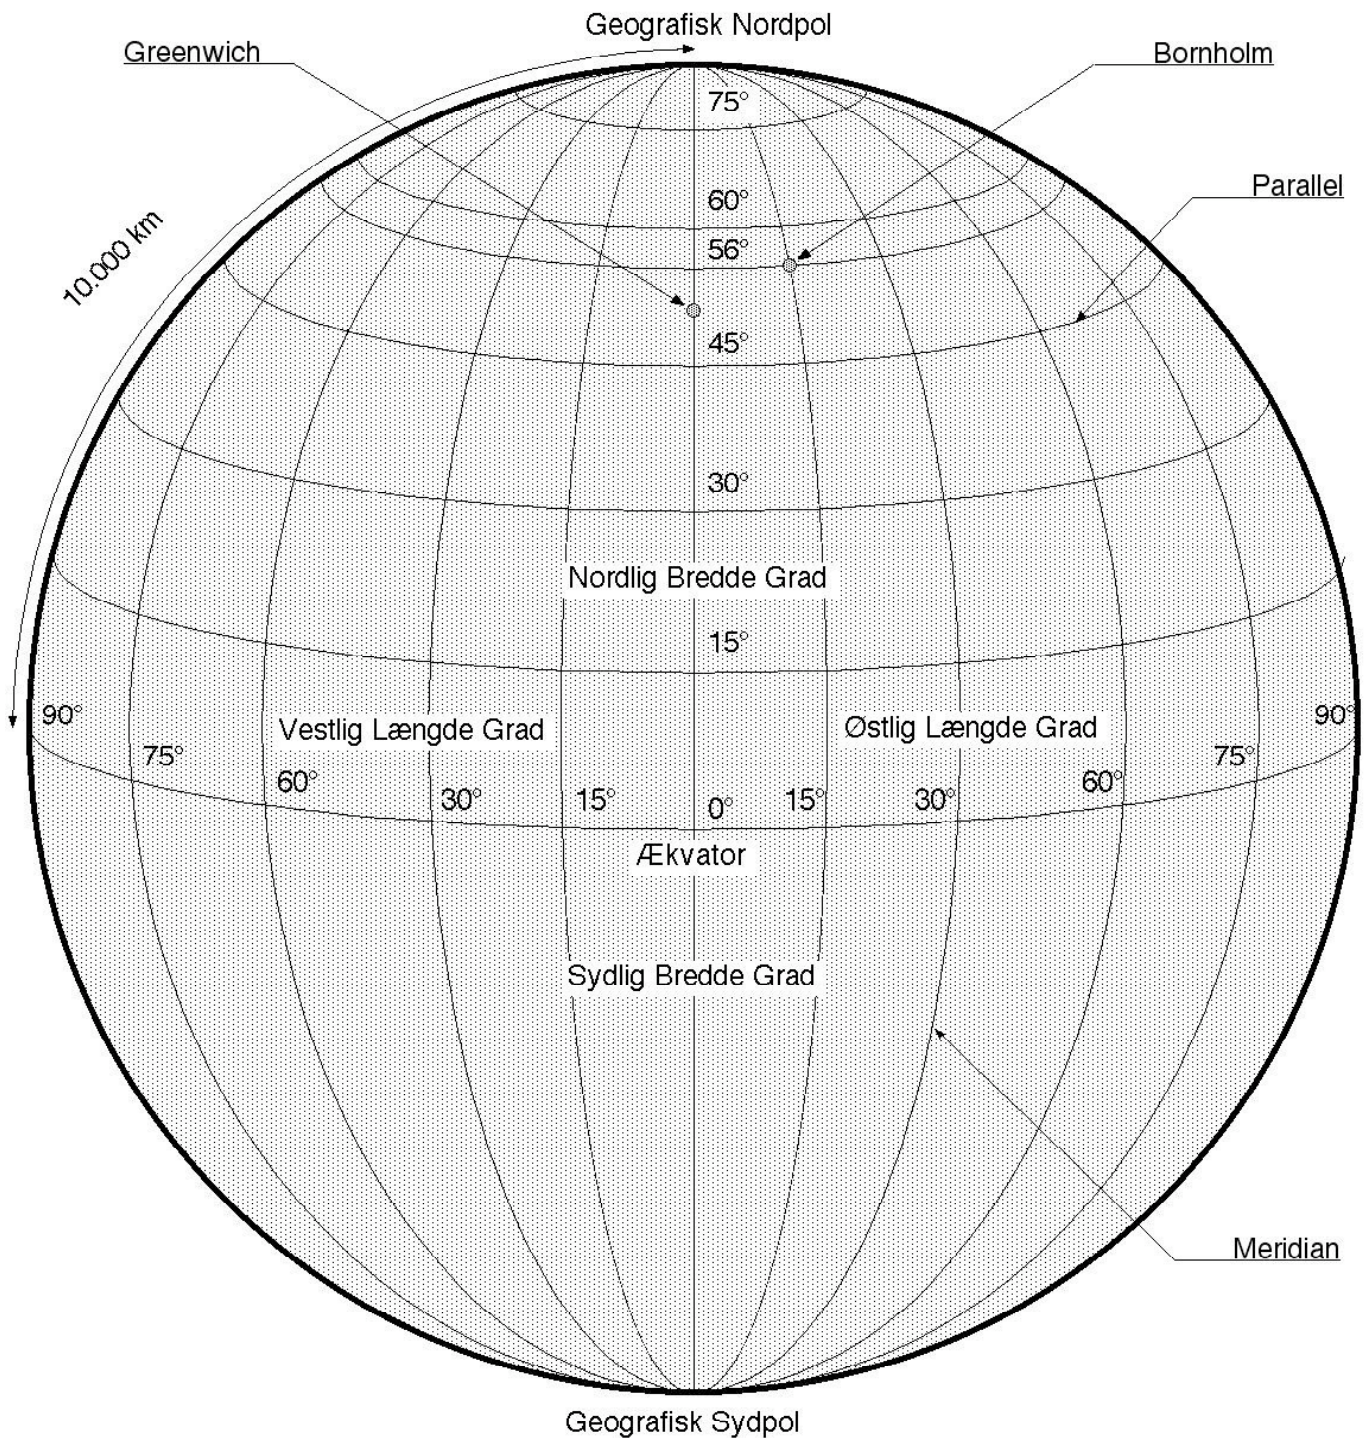 Geografisk Nordpol
Greenwich
Bornholm
75°
Parallel
60°
10.000 km
56°
45°
30°
Nordlig Bredde Grad
15°
90°
Vestlig Længde Grad
Østlig Længde Grad
90°
75°
75°
60°
60°
30°
15°
0°
15°
30°
Ækvator
Sydlig Bredde Grad
Meridian
Geografisk Sydpol